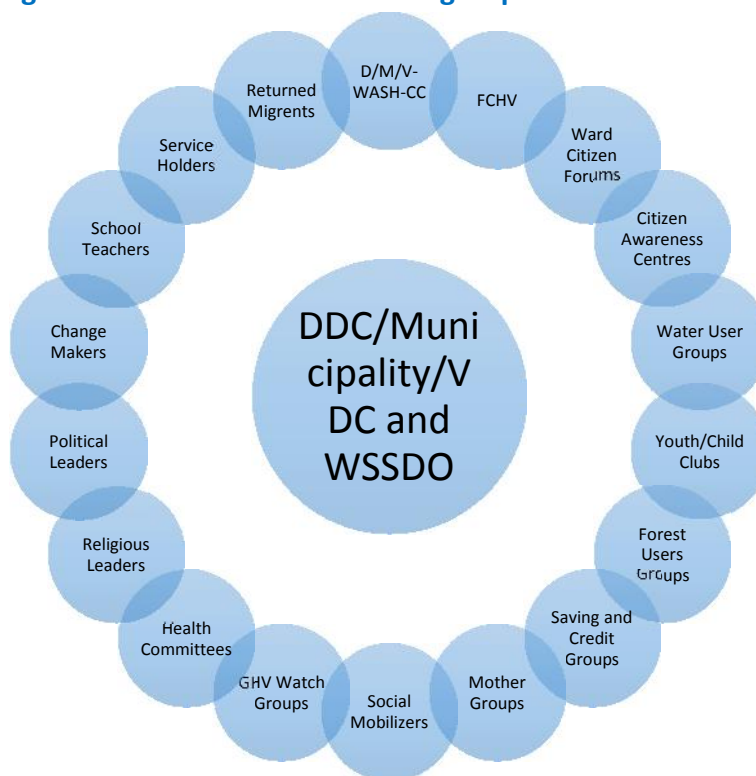 D/M/V-
WASH-CC
FCHV
Ward
Citizen
Forums
Citizen
Awareness
Centres
Water User
Groups
Youth/Child
Clubs
Forest
Users
Groups
Saving and
Credit
Groups
Mother
Groups
Social
Mobilizers
GHV Watch
Groups
Health
Committees
Religious
Leaders
Political
Leaders
Change
Makers
School
Teachers
Service
Holders
Returned
Migrents
DDC/Muni
cipality/V
DC and
WSSDO